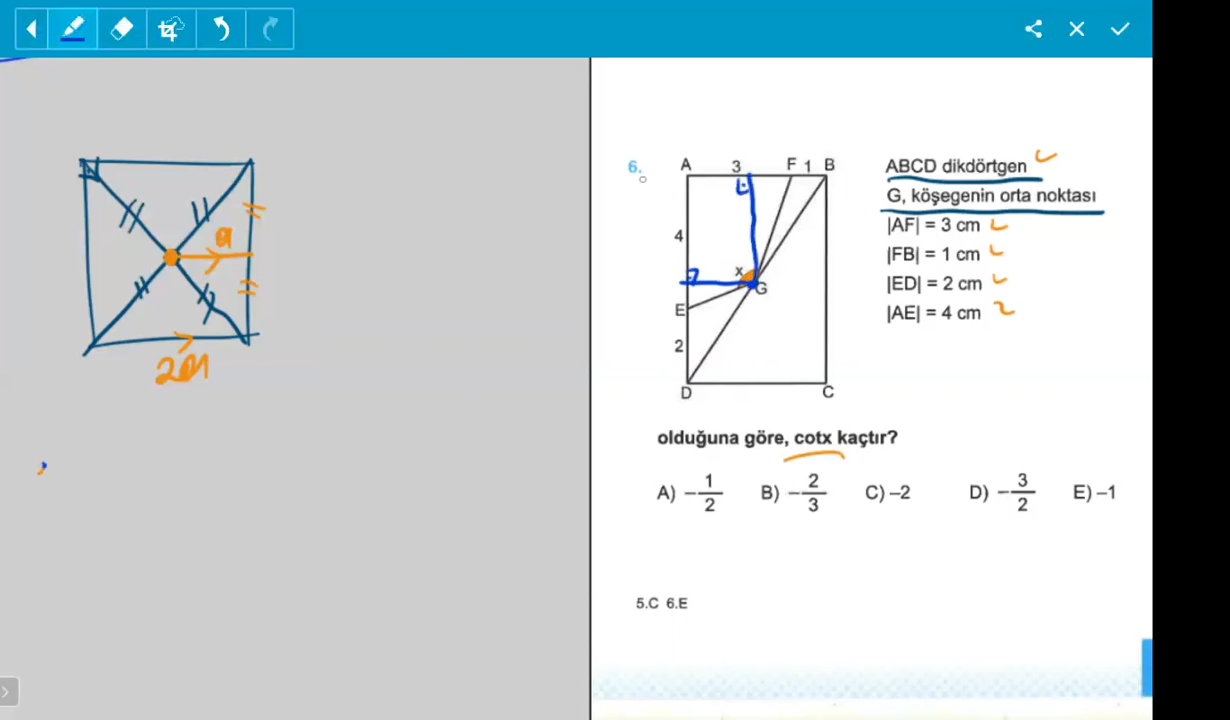 a
2a
6.
A 3 F 1 B
4
x
G
E
2
D C
ABCD dikdörtgen
G, köşegenin orta noktası
|AF| = 3 cm
|FB| = 1 cm
|ED| = 2 cm
|AE| = 4 cm
olduğuna göre, cotx kaçtır?
A) -1/2 B) -2/3 C) -2 D) -3/2 E) -1
5.C 6.E